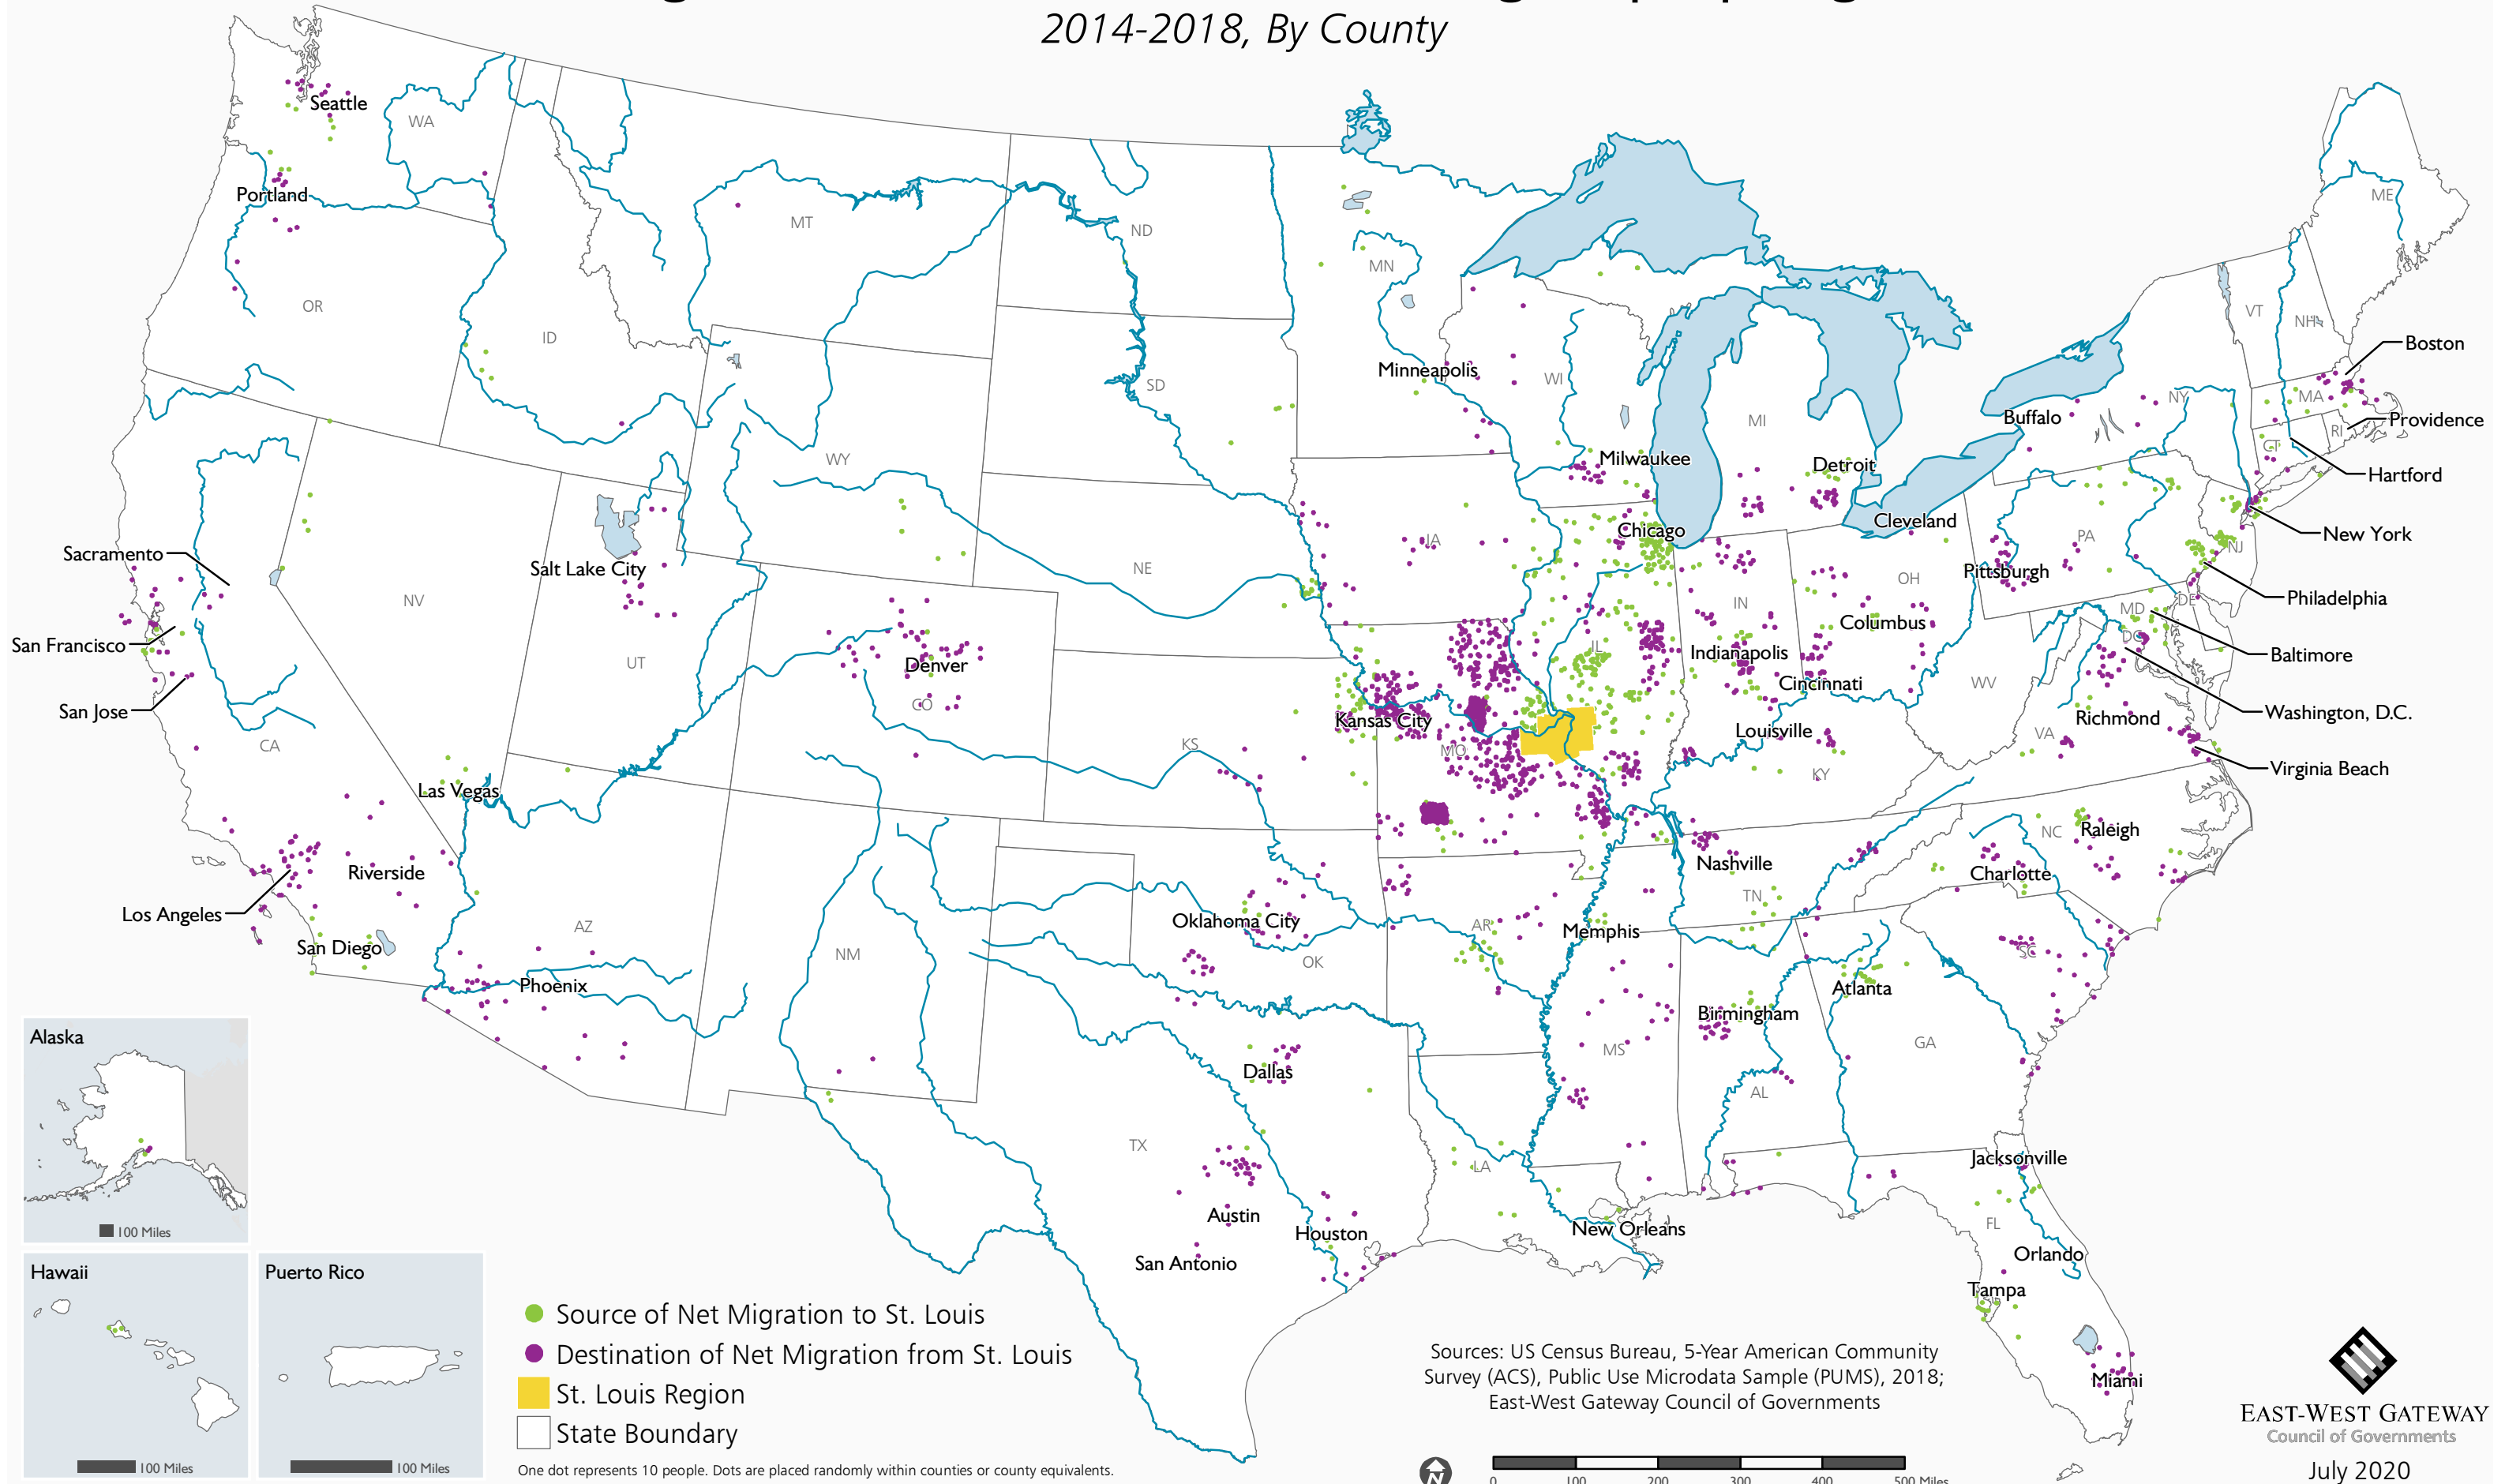 2014-2018, By County
Seattle
WA
Portland
MT
ND
MN
ME
OR
ID
VT
NH
Boston
Minneapolis
WI
SD
MI
Buffalo
NY
MA
Providence
RI
CT
WY
Milwaukee
Detroit
Hartford
Sacramento
Salt Lake City
NE
IA
Chicago
Cleveland
New York
PA
NJ
Pittsburgh
OH
NV
IN
Philadelphia
MD
DE
San Francisco
UT
Denver
IL
Columbus
DC
Baltimore
Indianapolis
Cincinnati
WV
San Jose
CO
Kansas City
Richmond
Washington, D.C.
CA
KS
MO
Louisville
VA
KY
Virginia Beach
Las Vegas
NC
Raleigh
Riverside
Nashville
Charlotte
TN
Los Angeles
San Diego
AZ
NM
Oklahoma City
OK
AR
Memphis
SC
Phoenix
Atlanta
Birmingham
Alaska
MS
GA
Dallas
AL
TX
LA
Jacksonville
100 Miles
Austin
Houston
New Orleans
FL
San Antonio
Orlando
Tampa
Hawaii
Puerto Rico
Miami
100 Miles
100 Miles
Source of Net Migration to St. Louis
Destination of Net Migration from St. Louis
St. Louis Region
State Boundary
One dot represents 10 people. Dots are placed randomly within counties or county equivalents.
Sources: US Census Bureau, 5-Year American Community
Survey (ACS), Public Use Microdata Sample (PUMS), 2018;
East-West Gateway Council of Governments
N
0 100 200 300 400 500 Miles
EAST-WEST GATEWAY
Council of Governments
July 2020